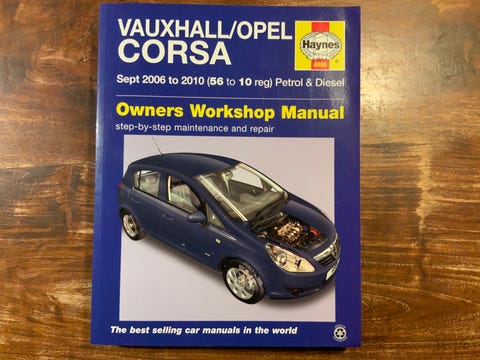 VAUXHALL/OPEL
CORSA
Haynes
4886
Sept 2006 to 2010 (56 to 10 reg) Petrol & Diesel
Owners Workshop Manual
step-by-step maintenance and repair
The best selling car manuals in the world